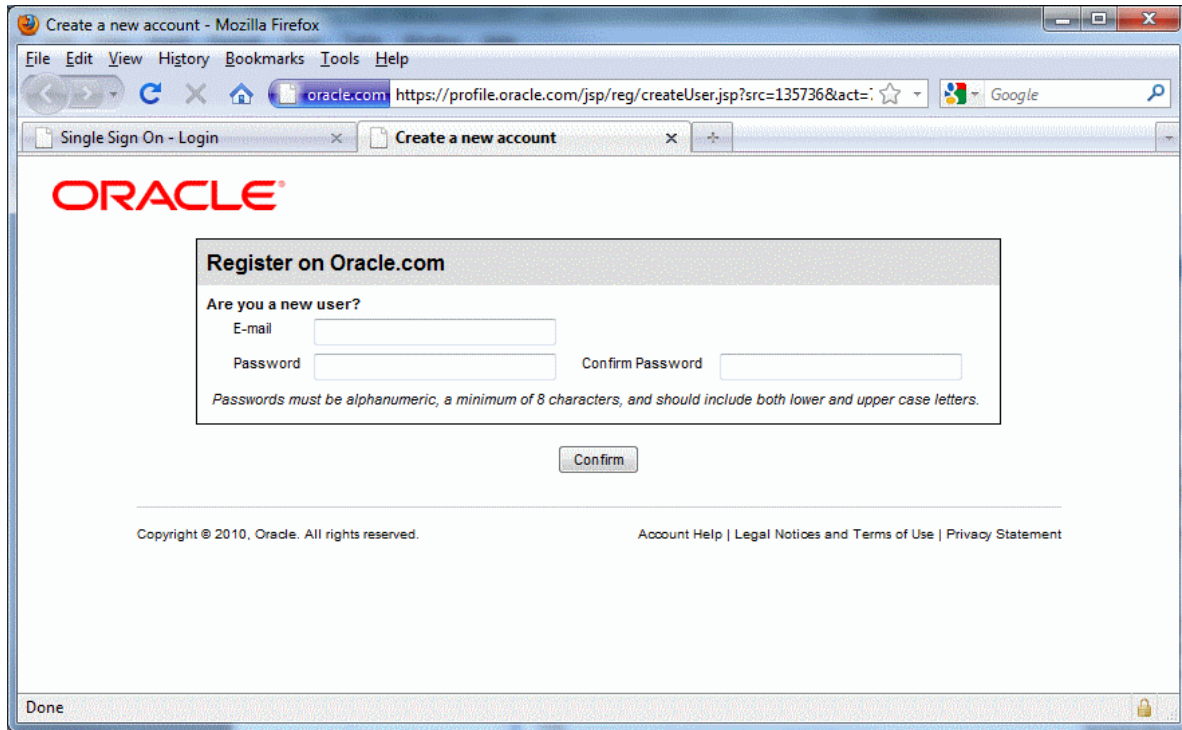 Create a new account - Mozilla Firefox
File Edit View History Bookmarks Tools Help
oracle.com https://profile.oracle.com/jsp/reg/createUser.jsp?src=135736&act= Google
Single Sign On - Login Create a new account
ORACLE®
Register on Oracle.com
Are you a new user?
E-mail
Password Confirm Password
Passwords must be alphanumeric, a minimum of 8 characters, and should include both lower and upper case letters.
Confirm
Copyright © 2010, Oracle. All rights reserved. Account Help | Legal Notices and Terms of Use | Privacy Statement
Done